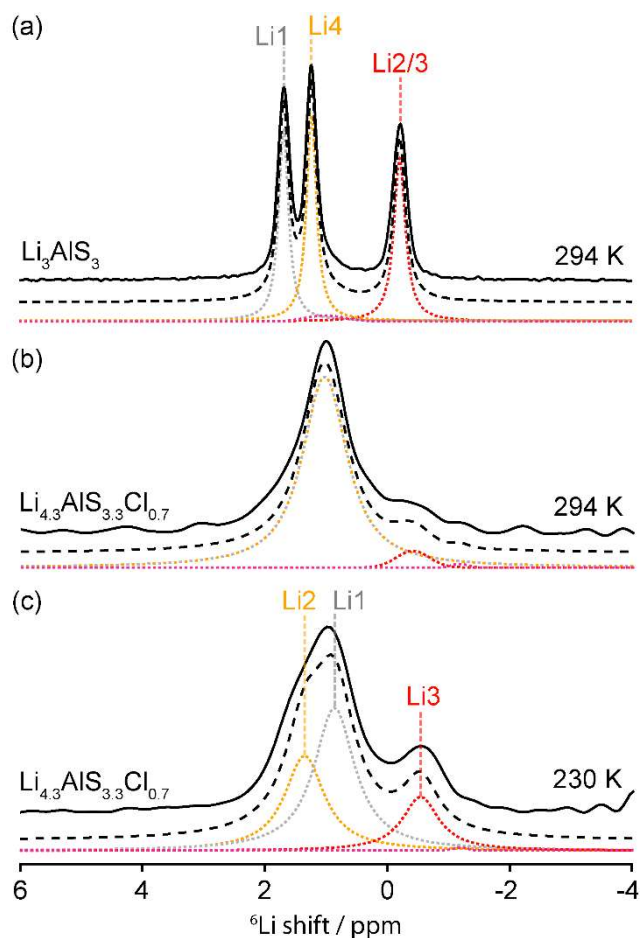 (a)
Li1 Li4 Li2/3
Li₃AlS₃ 294 K
(b)
Li₄.₃AlS₃.₃Cl₀.₇ 294 K
(c)
Li2 Li1 Li3
Li₄.₃AlS₃.₃Cl₀.₇ 230 K
6 4 2 0 -2 -4
⁶Li shift / ppm